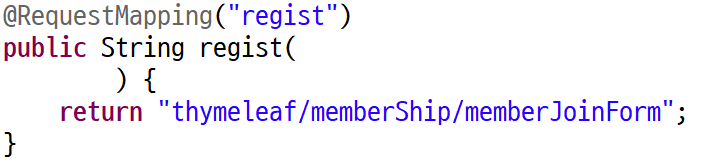 @RequestMapping("regist")
public String regist(
        ) {
    return "thymeleaf/memberShip/memberJoinForm";
}